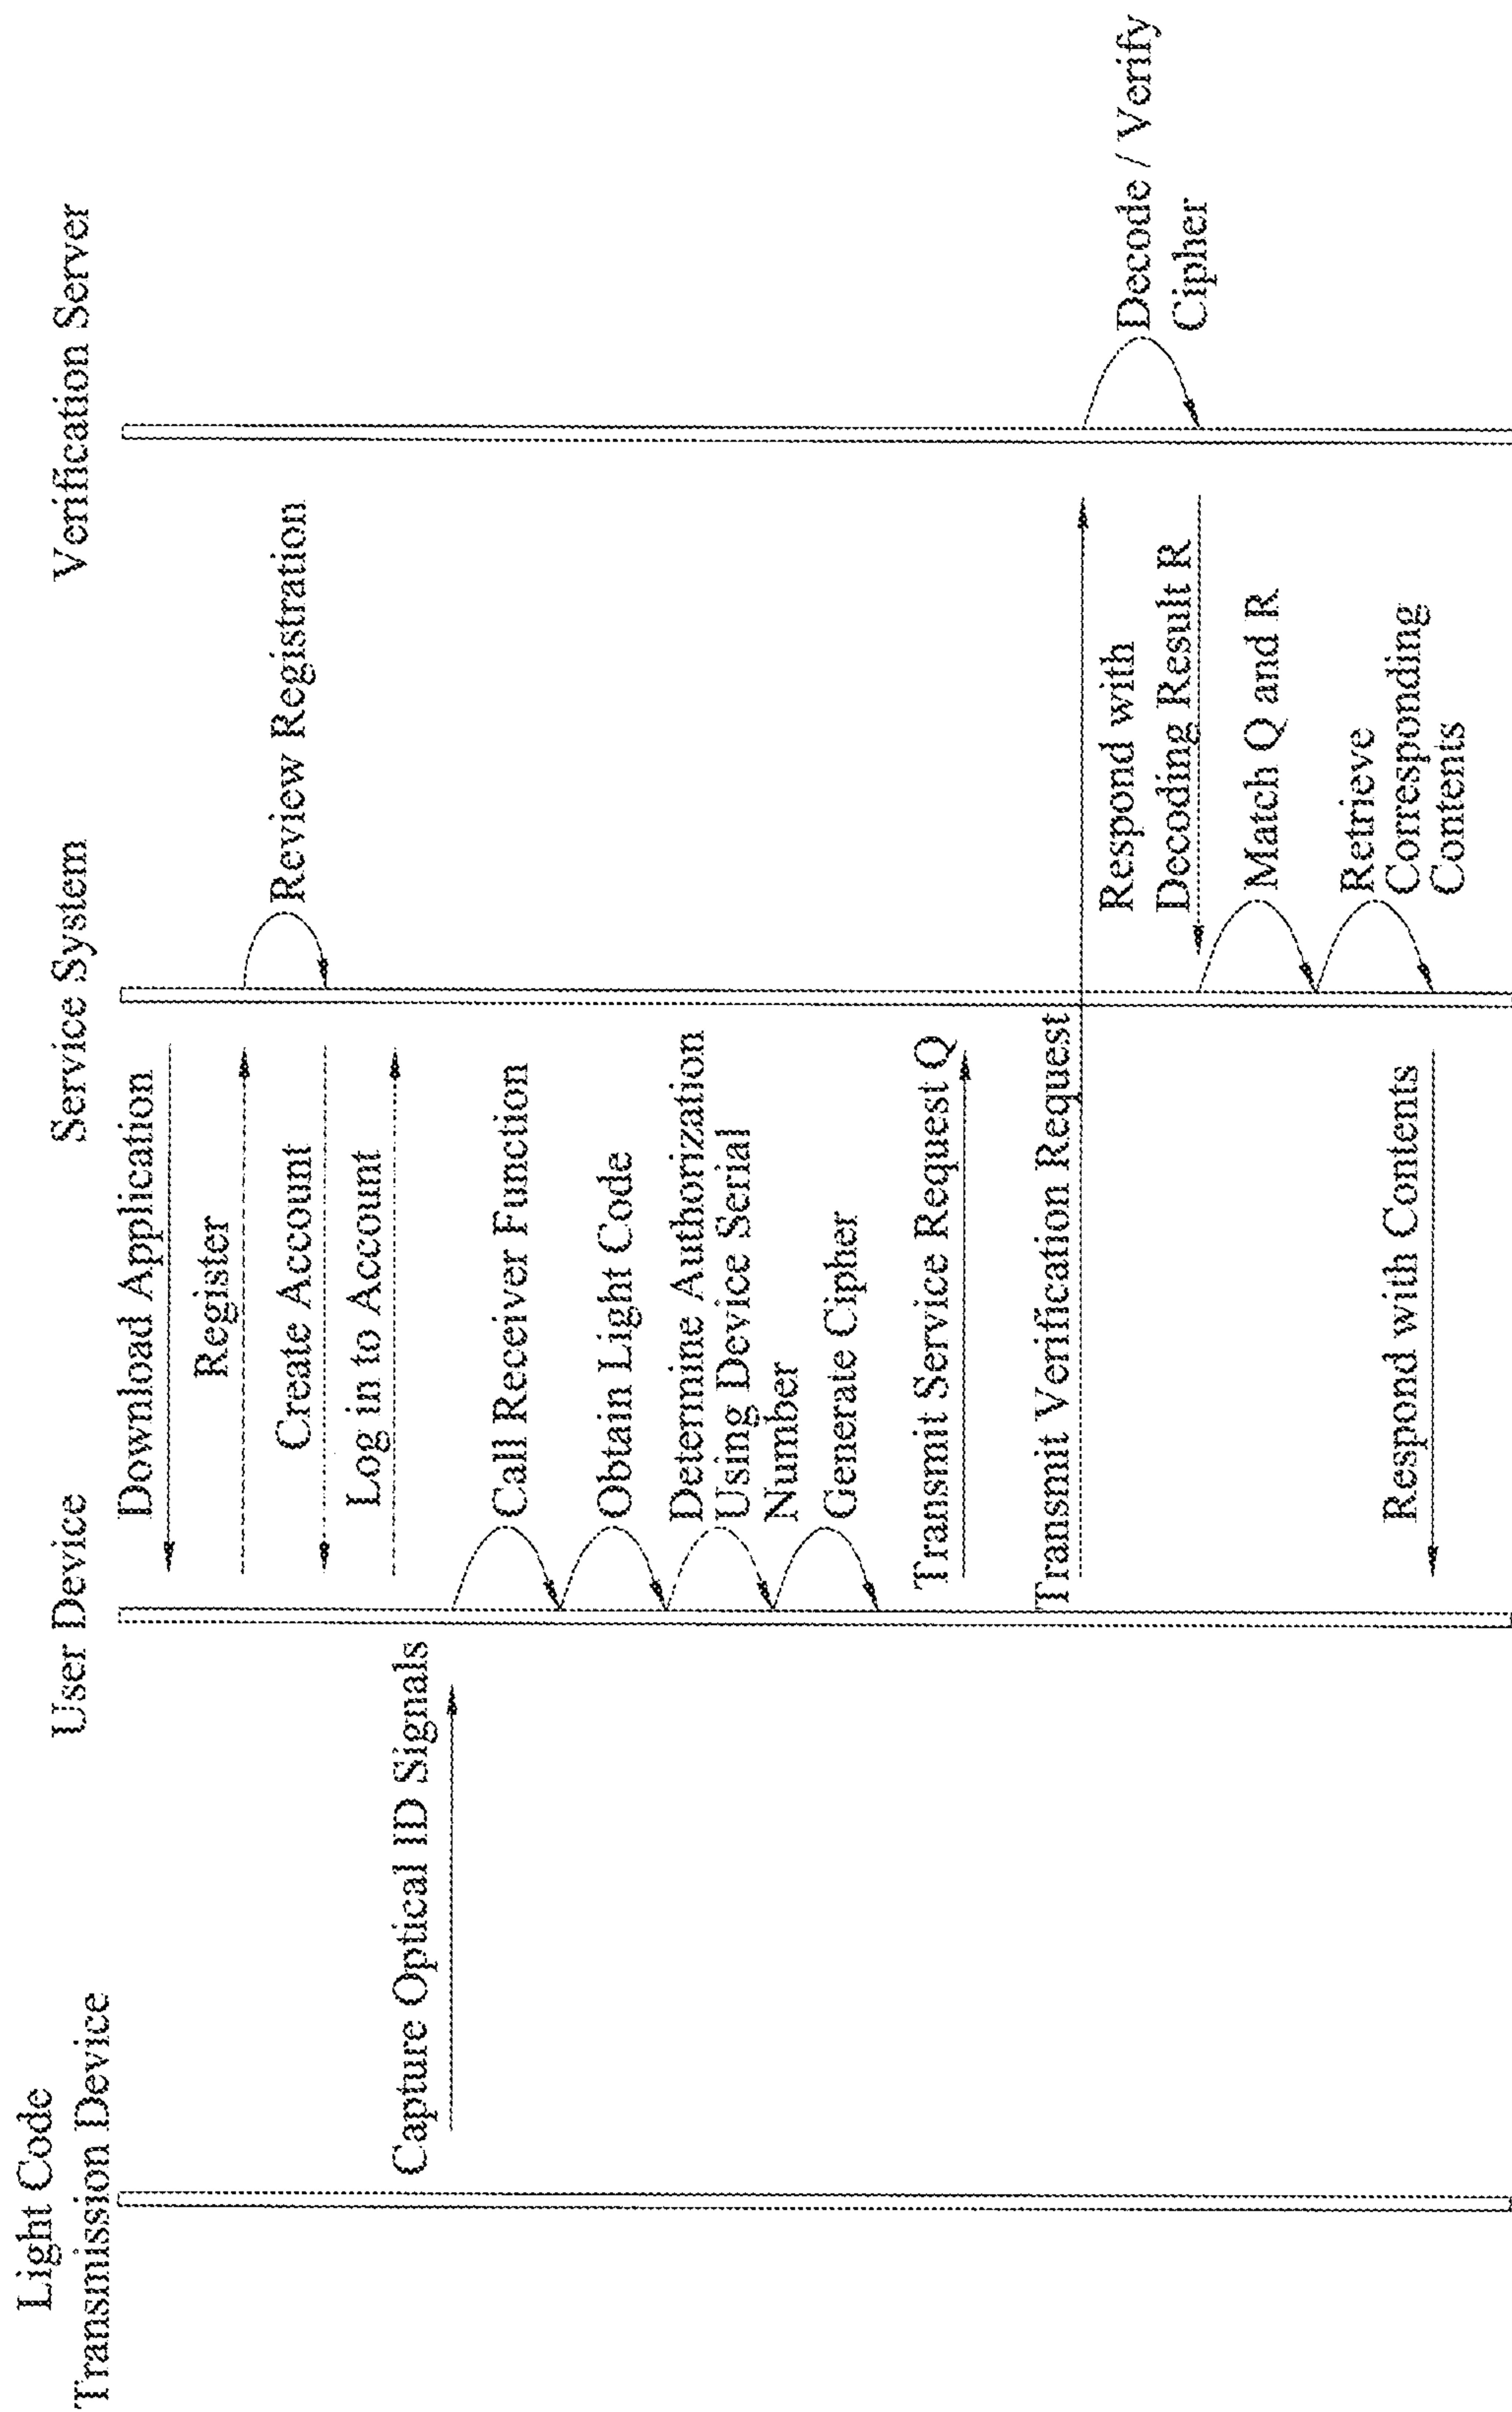 Light Code
Transmission Device
User Device
Service System
Verification Server
Download Application
Register
Review Registration
Create Account
Log in to Account
Capture Optical ID Signals
Call Receiver Function
Obtain Light Code
Determine Authorization
Using Device Serial
Number
Generate Cipher
Transmit Service Request Q
Transmit Verification Request
Decode / Verify
Cipher
Respond with
Decoding Result R
Match Q and R
Retrieve
Corresponding
Contents
Respond with Contents